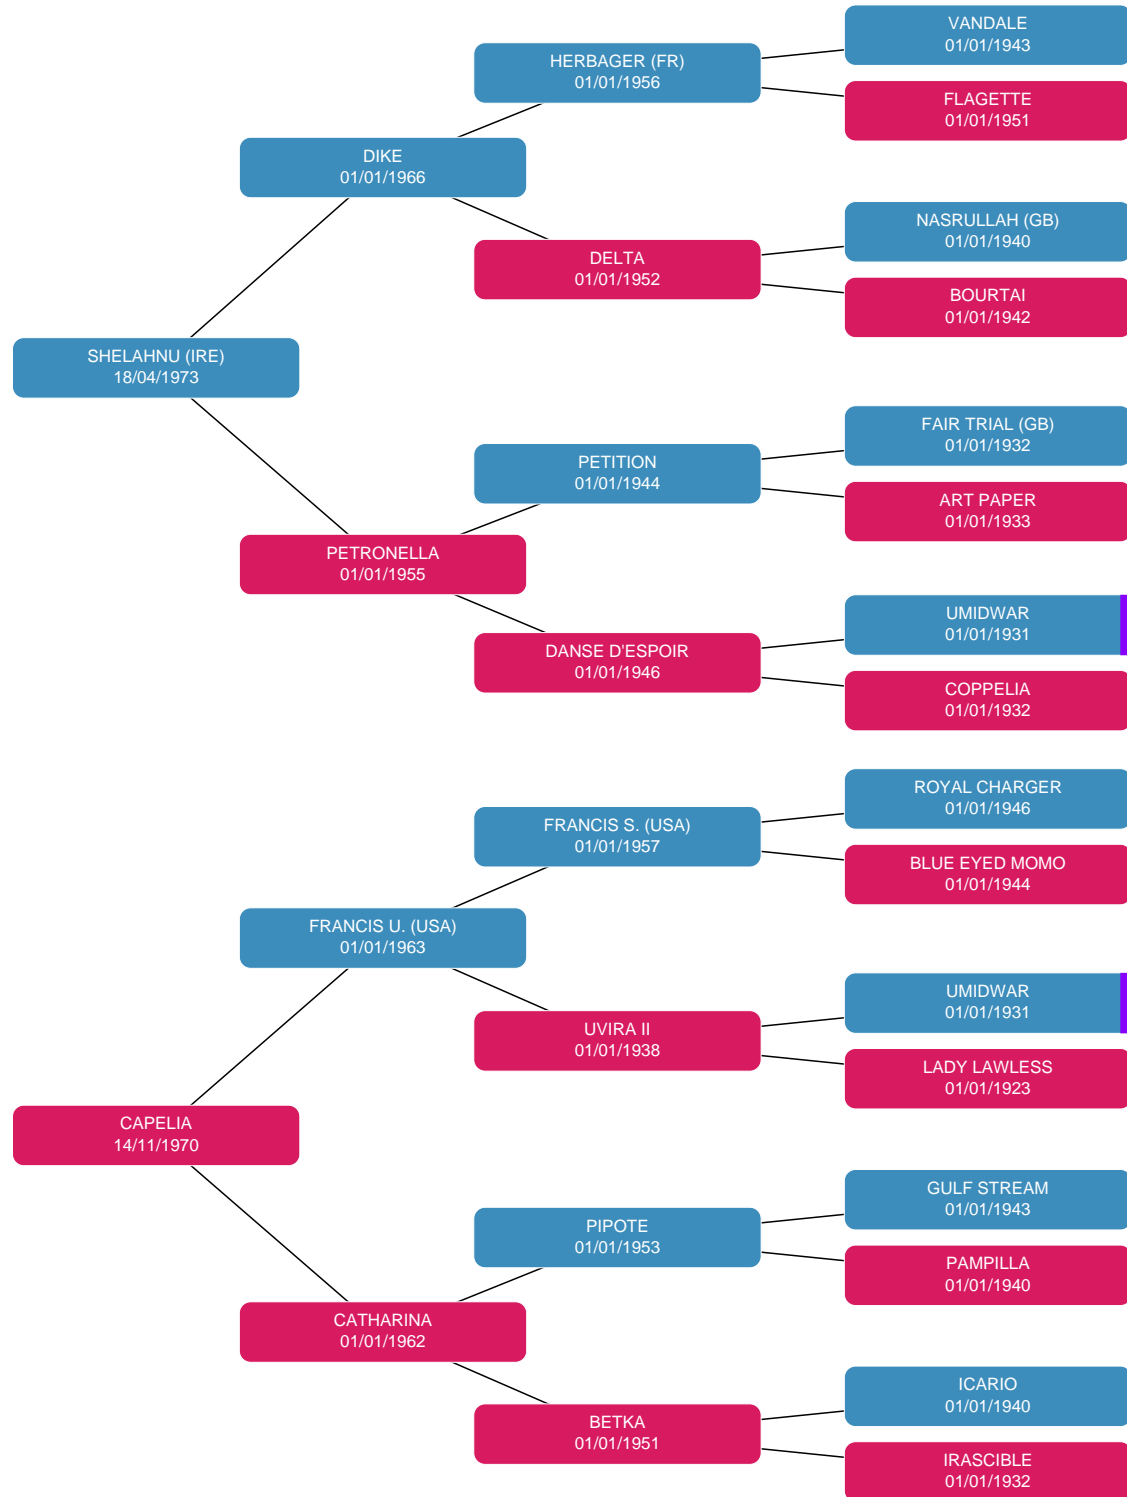 VANDALE
01/01/1943
HERBAGER (FR)
01/01/1956
FLAGETTE
01/01/1951
DIKE
01/01/1966
NASRULLAH (GB)
01/01/1940
DELTA
01/01/1952
BOURTAI
01/01/1942
SHELAHNU (IRE)
18/04/1973
FAIR TRIAL (GB)
01/01/1932
PETITION
01/01/1944
ART PAPER
01/01/1933
PETRONELLA
01/01/1955
UMIDWAR
01/01/1931
DANSE D'ESPOIR
01/01/1946
COPPELIA
01/01/1932
ROYAL CHARGER
01/01/1946
FRANCIS S. (USA)
01/01/1957
BLUE EYED MOMO
01/01/1944
FRANCIS U. (USA)
01/01/1963
UMIDWAR
01/01/1931
UVIRA II
01/01/1938
LADY LAWLESS
01/01/1923
CAPELIA
14/11/1970
GULF STREAM
01/01/1943
PIPOTE
01/01/1953
PAMPILLA
01/01/1940
CATHARINA
01/01/1962
ICARIO
01/01/1940
BETKA
01/01/1951
IRASCIBLE
01/01/1932